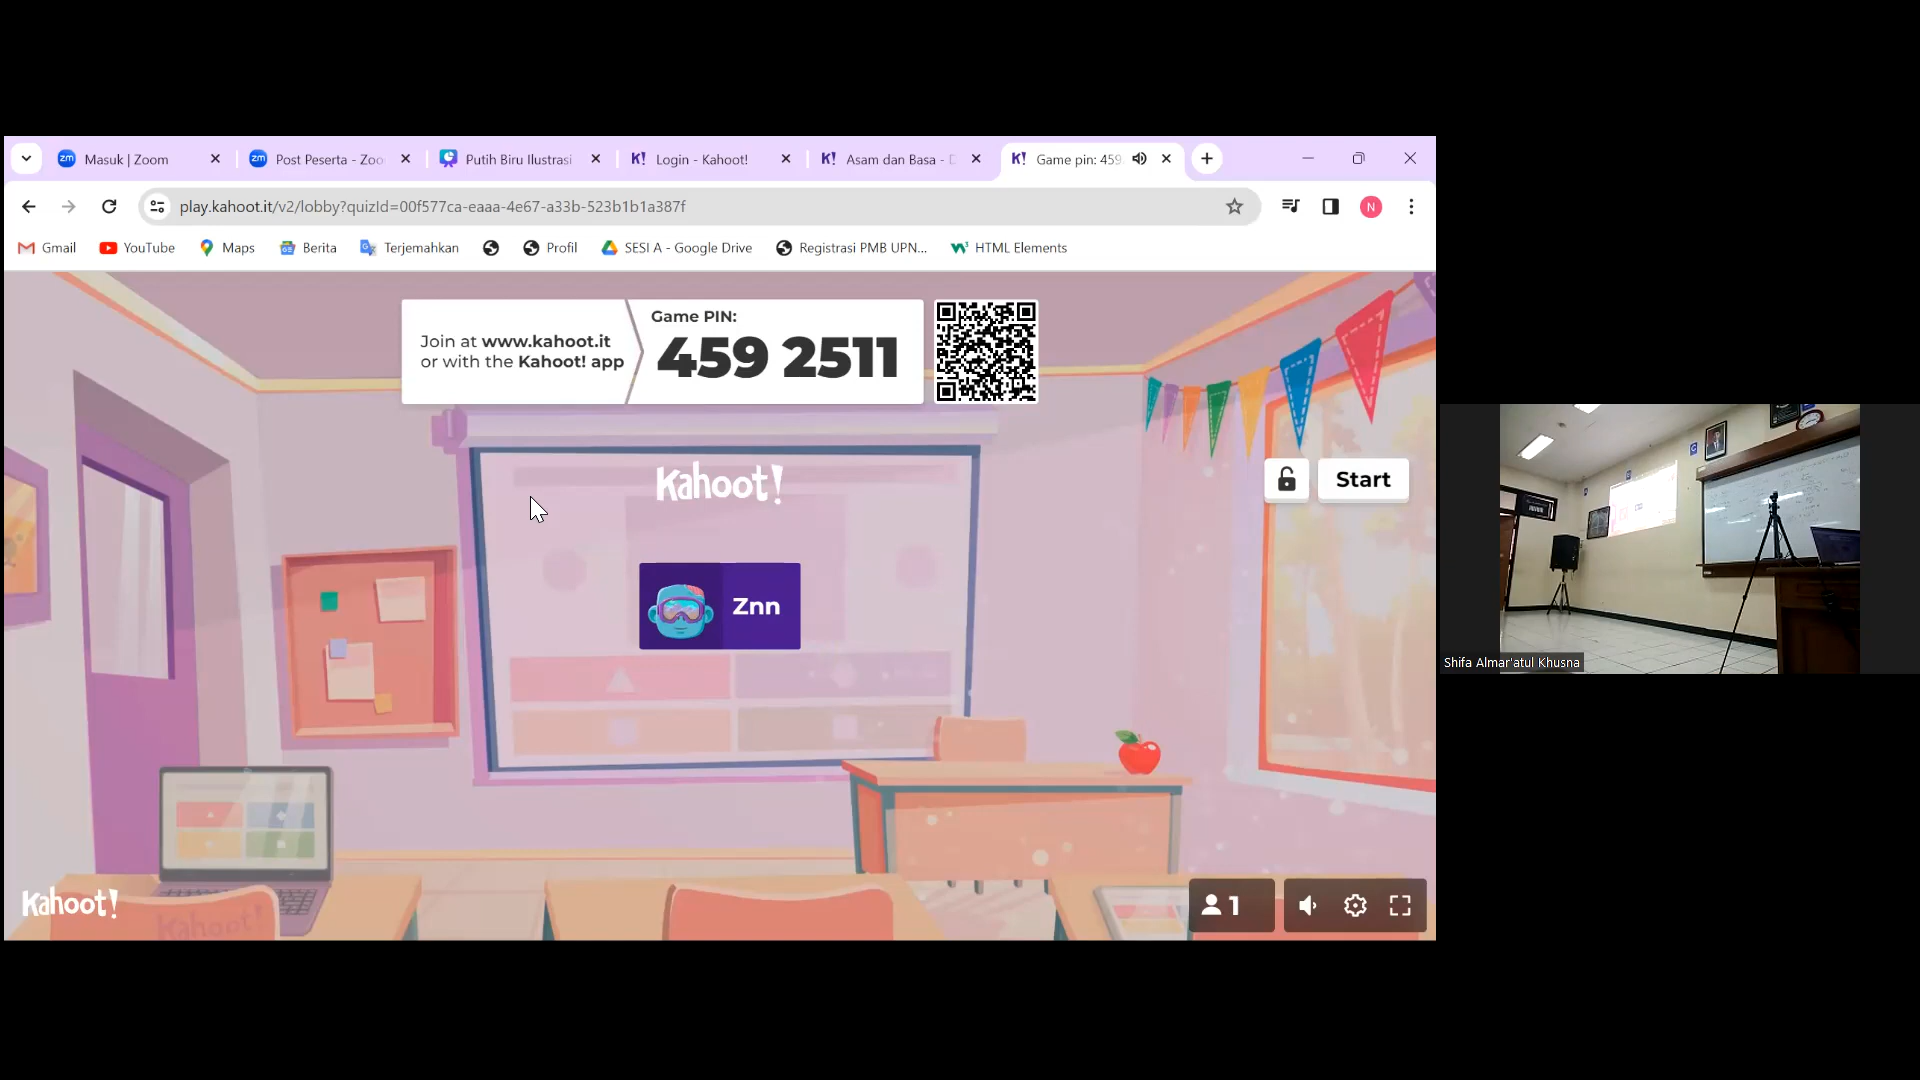 Masuk | Zoom
Post Peserta - Zoo
Putih Biru Ilustrasi
K! Login - Kahoot!
K! Asam dan Basa - D
K! Game pin: 459
play.kahoot.it/v2/lobby?quizId=00f577ca-eaaa-4e67-a33b-523b1b1a387f
N
Gmail
YouTube
Maps
Berita
Terjemahkan
Profil
SESI A - Google Drive
Registrasi PMB UPN...
HTML Elements
Join at www.kahoot.it
or with the Kahoot! app
Game PIN:
459 2511
Kahoot!
Start
Znn
Shifa Almar'atul Khusna
Kahoot!
Kahoot!
1